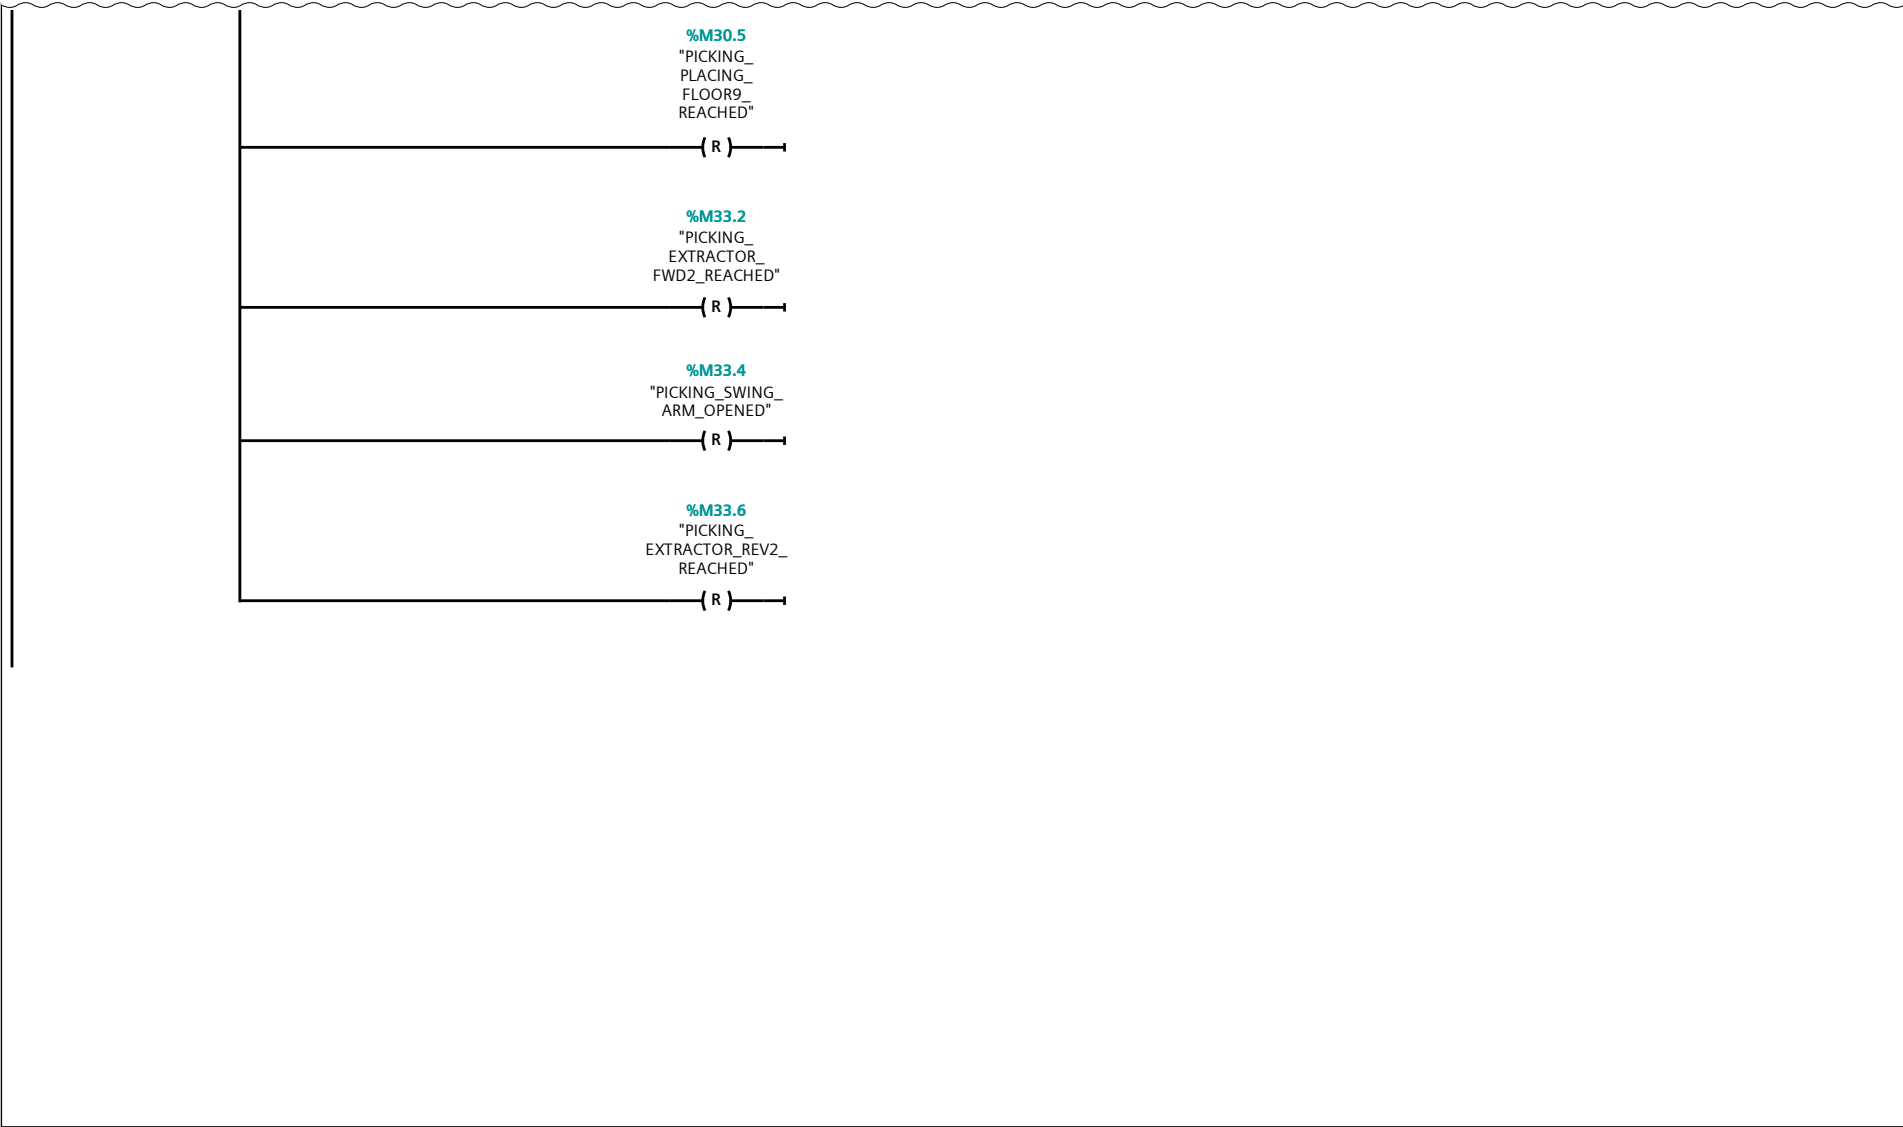 %M30.5
"PICKING_
PLACING_
FLOOR9_
REACHED"
( R )
%M33.2
"PICKING_
EXTRACTOR_
FWD2_REACHED"
( R )
%M33.4
"PICKING_SWING_
ARM_OPENED"
( R )
%M33.6
"PICKING_
EXTRACTOR_REV2_
REACHED"
( R )